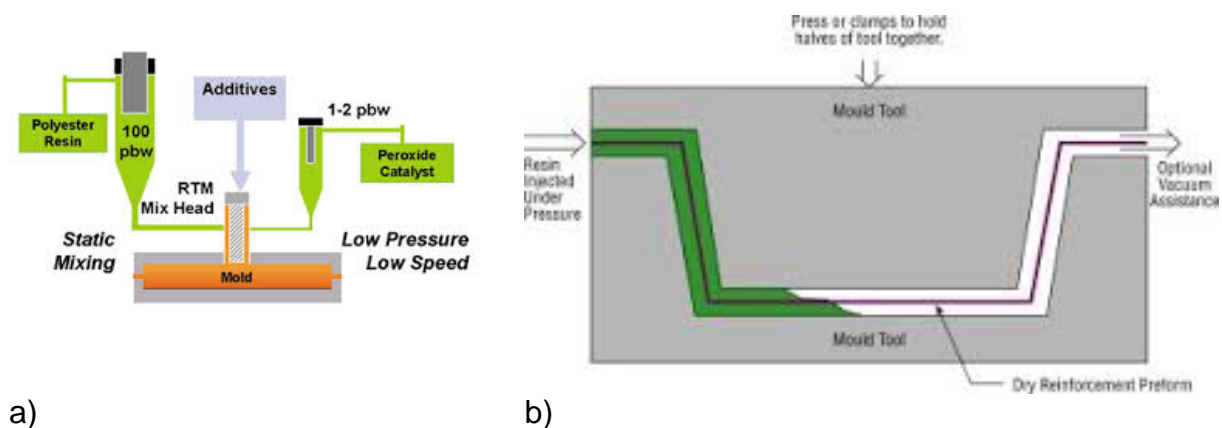 Additives
1-2 pbw
Polyester
Resin
100
pbw
Peroxide
Catalyst
RTM
Mix Head
Static
Mixing
Low Pressure
Low Speed
Mold
a)
Press or clamps to hold
halves of tool together.
Mould Tool
Resin
Injected
Under
Pressure
Optional
Vacuum
Assistance
Mould Tool
Dry Reinforcement Preform
b)